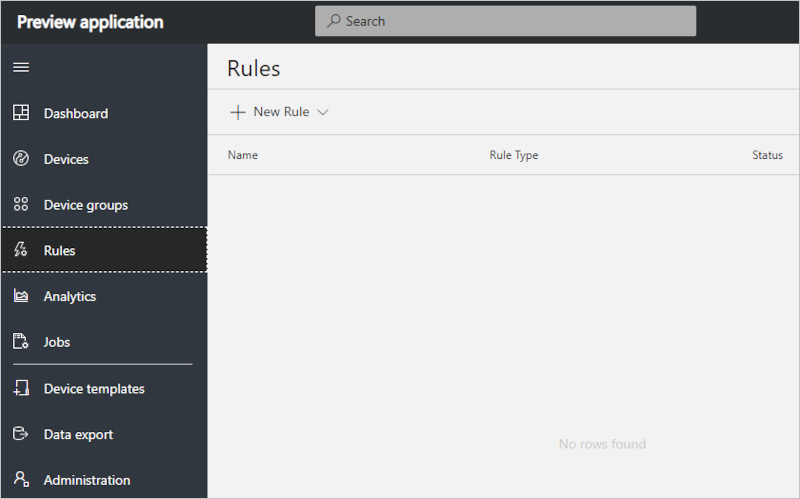 Preview application
Search
Rules
New Rule
Name Rule Type Status
No rows found
Dashboard
Devices
Device groups
Rules
Analytics
Jobs
Device templates
Data export
Administration